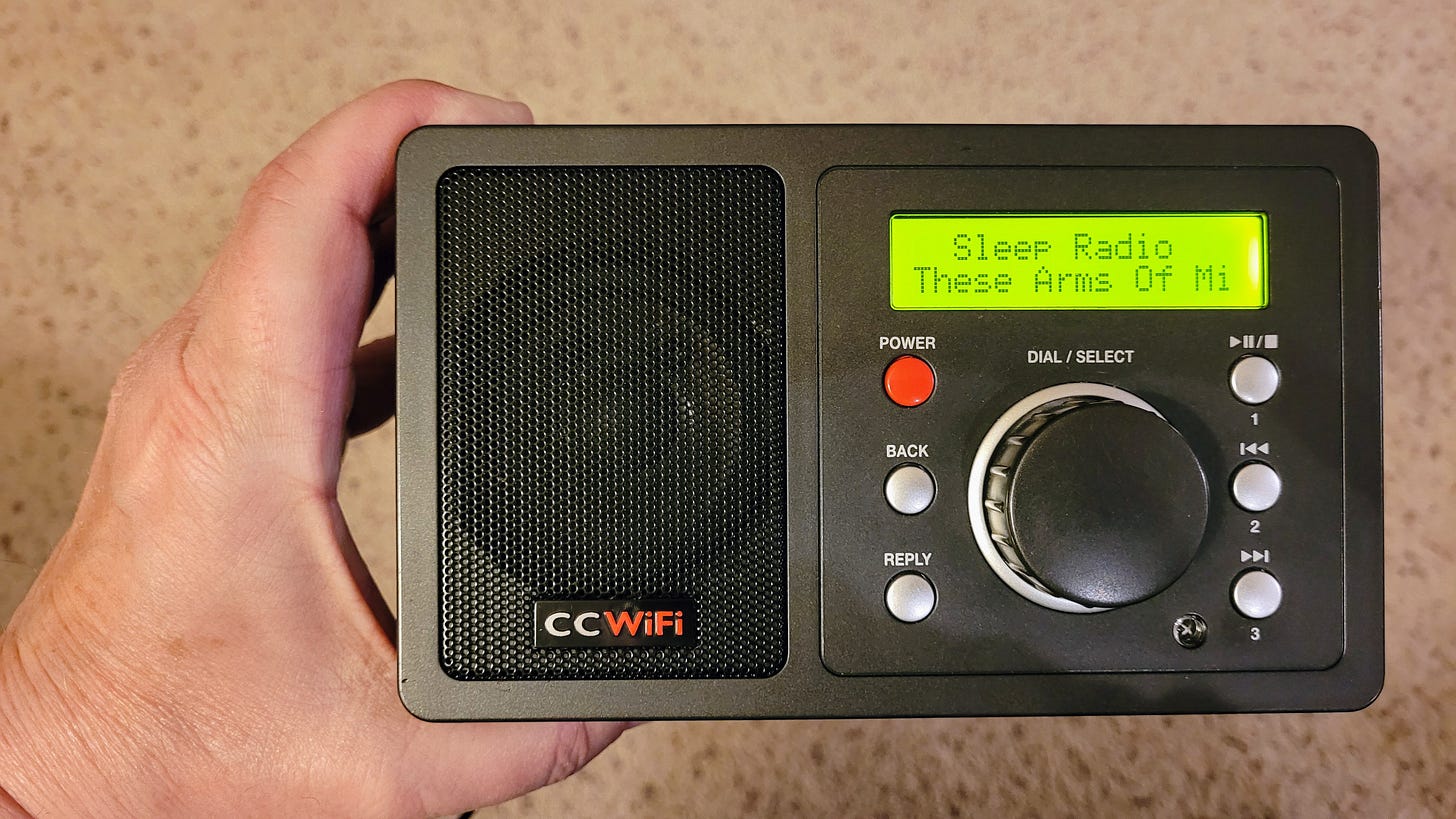 Sleep Radio
These Arms Of Mi
POWER
DIAL / SELECT
BACK
1
2
REPLY
3
CCWiFi